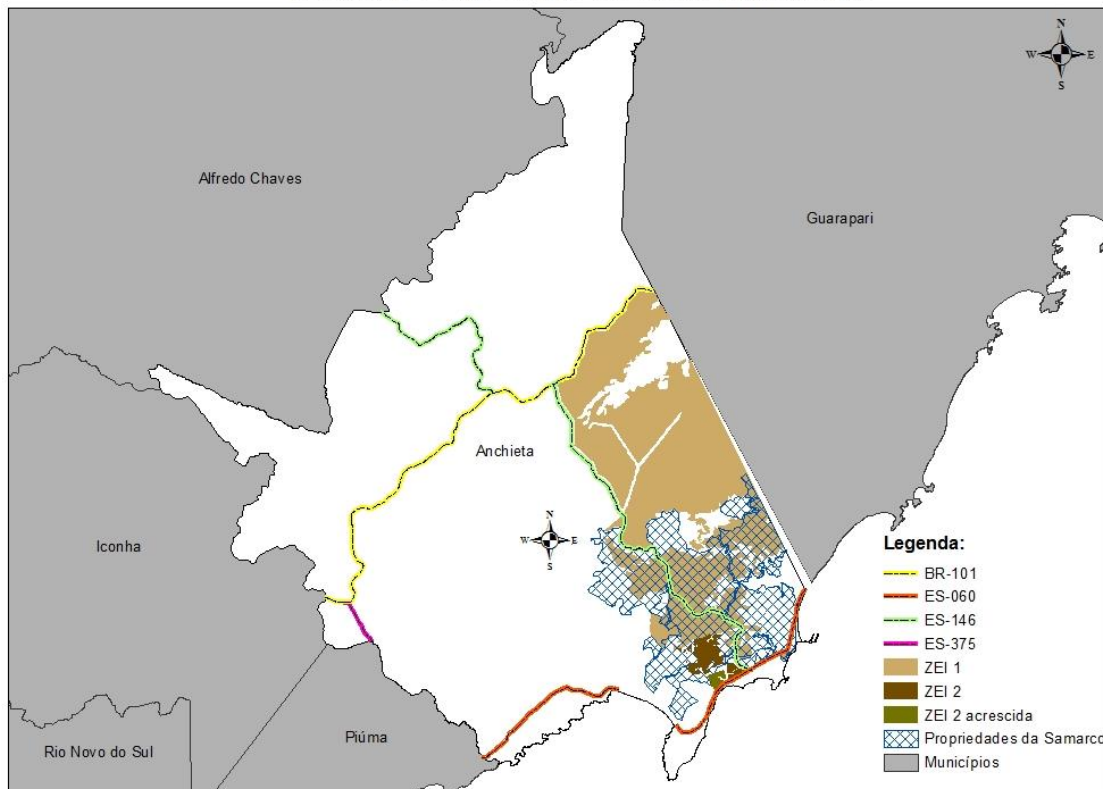 N
W E
S
Alfredo Chaves
Guarapari
Anchieta
N
W E
S
Iconha
Legenda:
BR-101
ES-060
ES-146
ES-375
ZEI 1
ZEI 2
ZEI 2 acrescida
Propriedades da Samarco
Municípios
Piúma
Rio Novo do Sul